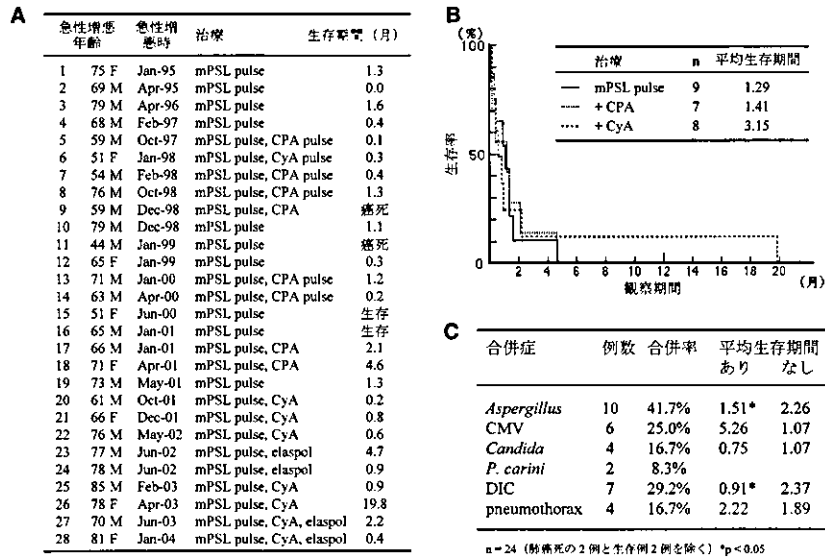 A
急性増悪年齢 急性増悪時 治療 生存期間（月）
1 75 F Jan-95 mPSL pulse 1.3
2 69 M Apr-95 mPSL pulse 0.0
3 79 M Apr-96 mPSL pulse 1.6
4 68 M Feb-97 mPSL pulse 0.4
5 59 M Oct-97 mPSL pulse, CPA pulse 0.1
6 51 F Jan-98 mPSL pulse, CyA pulse 0.3
7 54 M Feb-98 mPSL pulse, CPA pulse 0.4
8 76 M Oct-98 mPSL pulse, CPA pulse 1.3
9 59 M Dec-98 mPSL pulse, CPA 癌死
10 79 M Dec-98 mPSL pulse 1.1
11 44 M Jan-99 mPSL pulse 癌死
12 65 F Jan-99 mPSL pulse 0.3
13 71 M Jan-00 mPSL pulse, CPA pulse 1.2
14 63 M Apr-00 mPSL pulse, CPA pulse 0.2
15 51 F Jun-00 mPSL pulse 生存
16 65 M Jan-01 mPSL pulse 生存
17 66 M Jan-01 mPSL pulse, CPA 2.1
18 71 F Apr-01 mPSL pulse, CPA 4.6
19 73 M May-01 mPSL pulse 1.3
20 61 M Oct-01 mPSL pulse, CyA 0.2
21 66 F Dec-01 mPSL pulse, CyA 0.8
22 76 M May-02 mPSL pulse, CyA 0.6
23 77 M Jun-02 mPSL pulse, elaspol 4.7
24 78 M Jun-02 mPSL pulse, elaspol 0.9
25 85 M Feb-03 mPSL pulse, CyA 0.9
26 78 F Apr-03 mPSL pulse, CyA 19.8
27 70 M Jun-03 mPSL pulse, CyA, elaspol 2.2
28 81 F Jan-04 mPSL pulse, CyA, elaspol 0.4
B
（％）
100
50
0
生存率
治療 n 平均生存期間
mPSL pulse 9 1.29
+ CPA 7 1.41
+ CyA 8 3.15
2 4 6 8 10 12 14 16 18 20
観察期間 （月）
C
合併症 例数 合併率 平均生存期間
あり なし
Aspergillus 10 41.7% 1.51* 2.26
CMV 6 25.0% 5.26 1.07
Candida 4 16.7% 0.75 1.07
P. carini 2 8.3%
DIC 7 29.2% 0.91* 2.37
pneumothorax 4 16.7% 2.22 1.89
n = 24（肺癌死の2例と生存例2例を除く）*p < 0.05